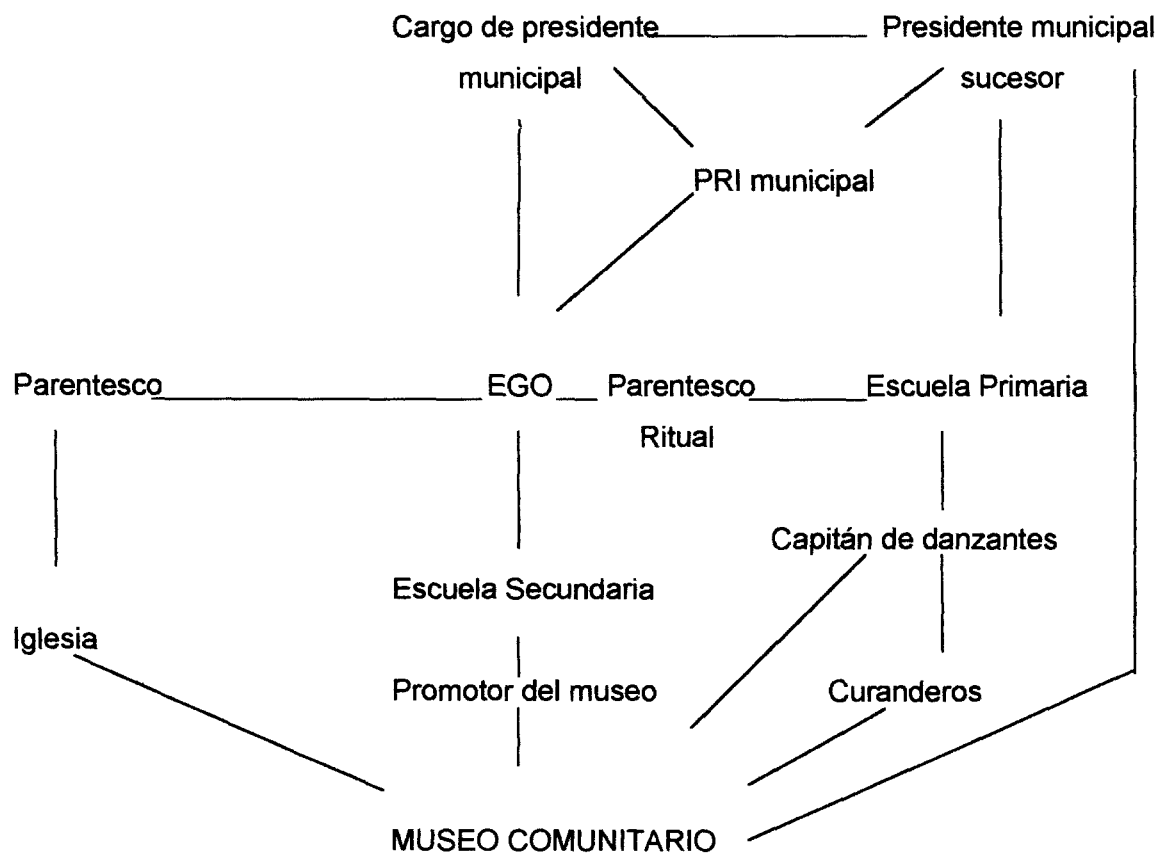 Cargo de presidente Presidente municipal
municipal sucesor
PRI municipal
Parentesco EGO Parentesco Escuela Primaria
Ritual
Capitán de danzantes
Escuela Secundaria
Iglesia
Promotor del museo Curanderos
MUSEO COMUNITARIO